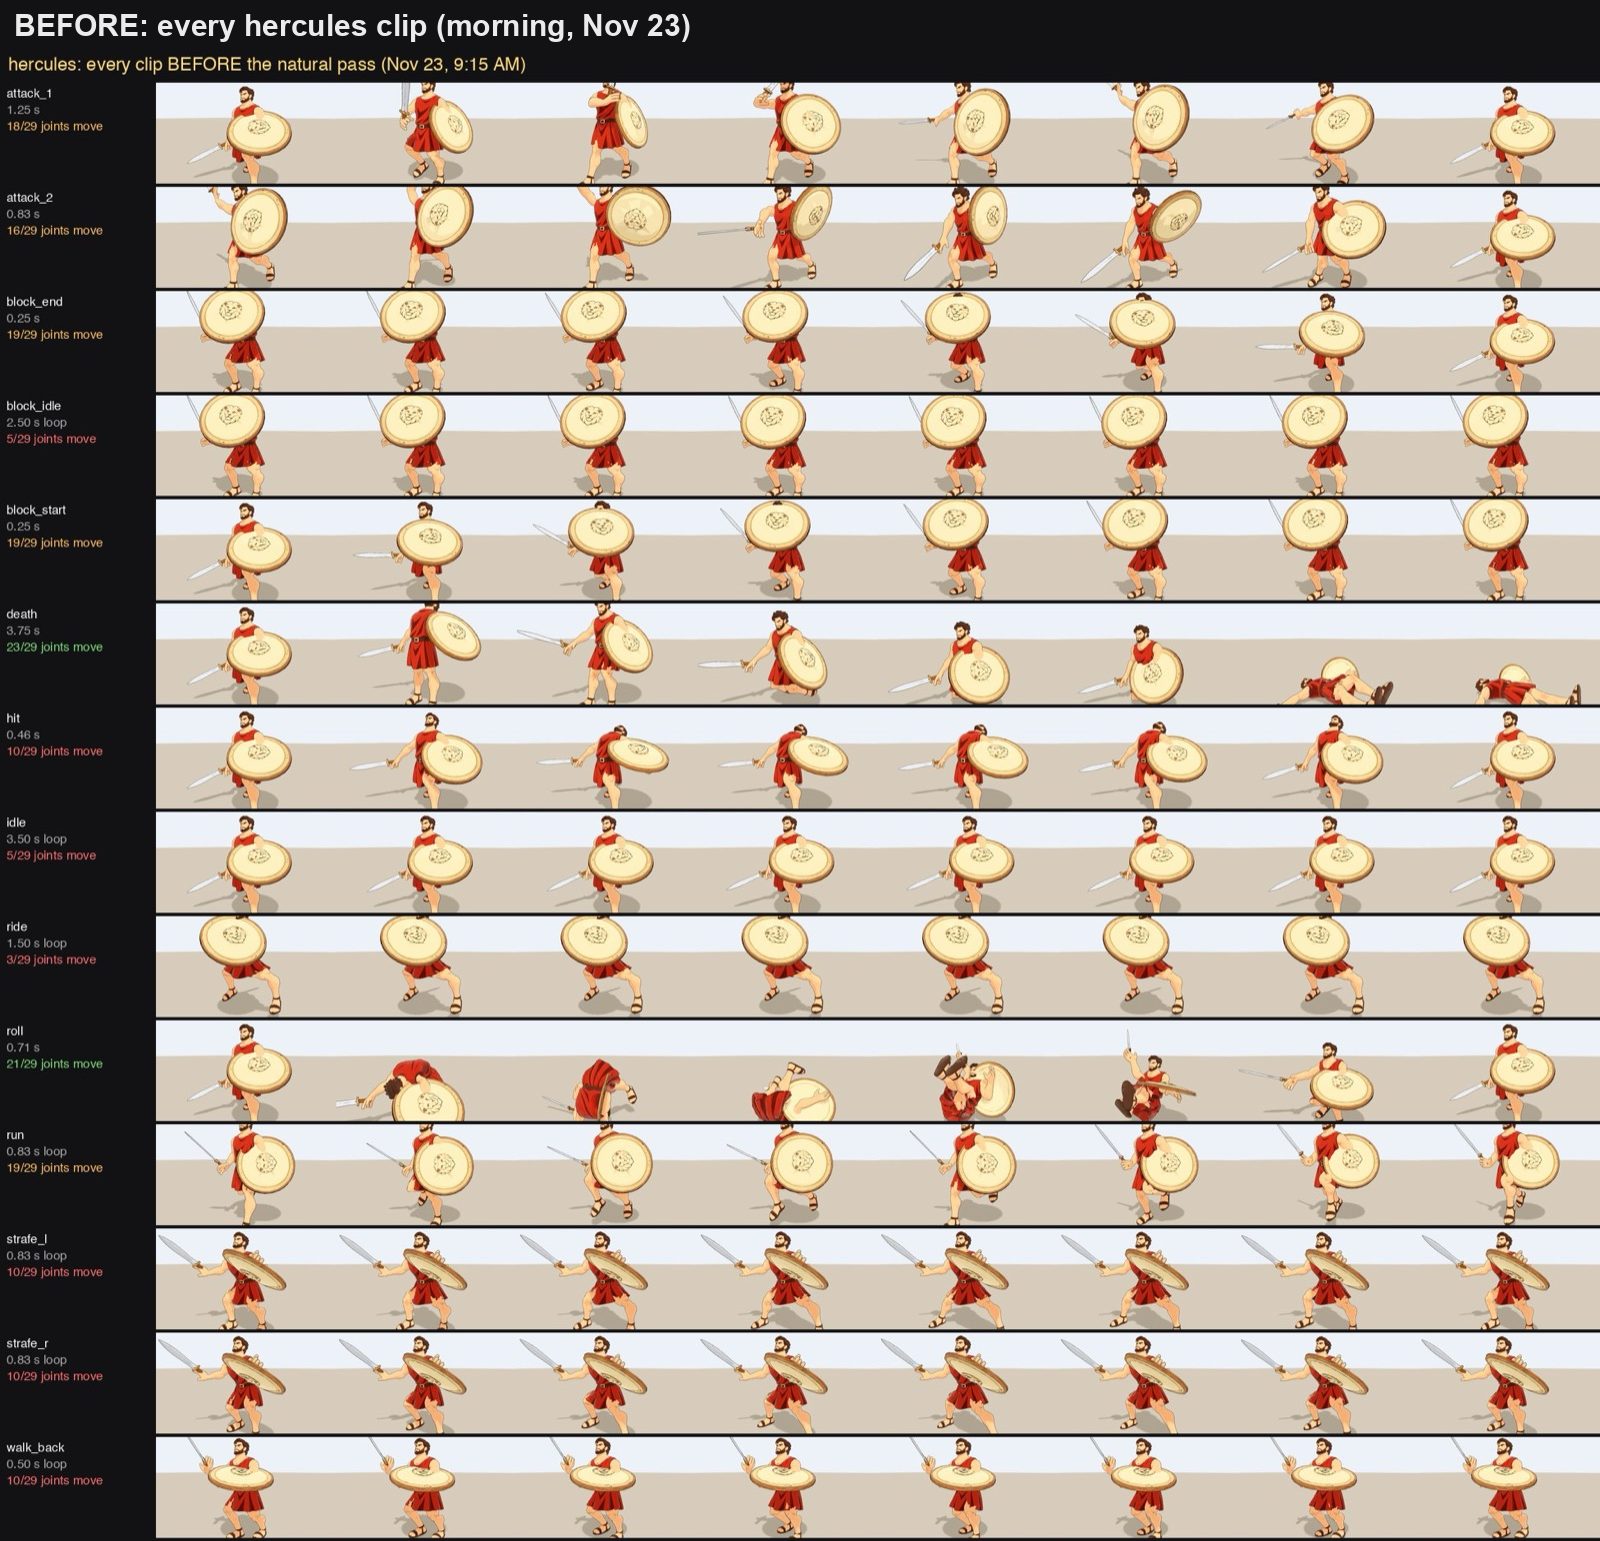 BEFORE: every hercules clip (morning, Nov 23)
hercules: every clip BEFORE the natural pass (Nov 23, 9:15 AM)
attack_1
1.25 s
18/29 joints move
attack_2
0.83 s
16/29 joints move
block_end
0.25 s
19/29 joints move
block_idle
2.50 s loop
5/29 joints move
block_start
0.25 s
19/29 joints move
death
3.75 s
23/29 joints move
hit
0.46 s
10/29 joints move
idle
3.50 s loop
5/29 joints move
ride
1.50 s loop
3/29 joints move
roll
0.71 s
21/29 joints move
run
0.83 s loop
19/29 joints move
strafe_l
0.83 s loop
10/29 joints move
strafe_r
0.83 s loop
10/29 joints move
walk_back
0.50 s loop
10/29 joints move